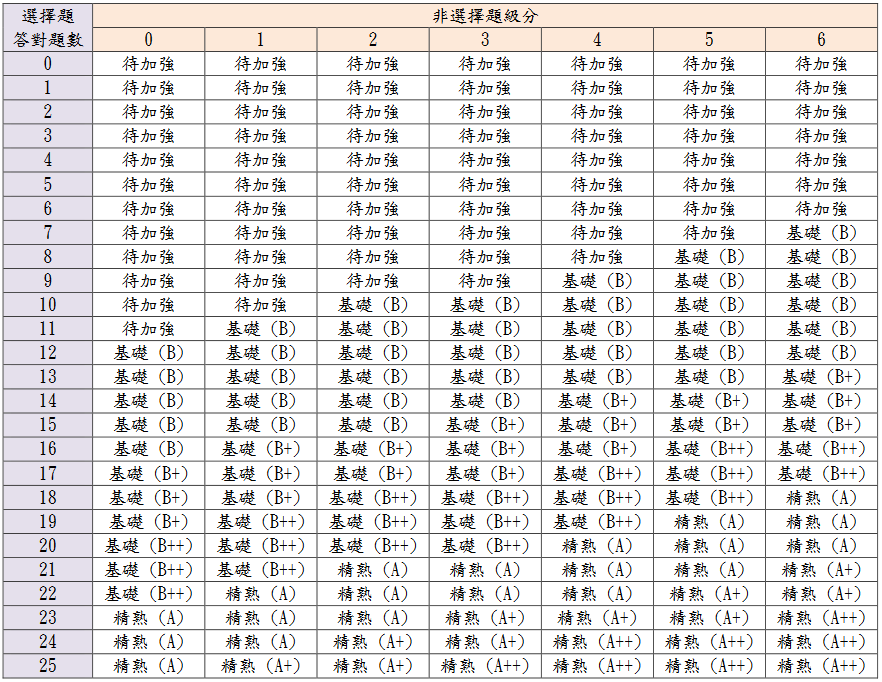 選擇題 非選擇題級分
答對題數 0 1 2 3 4 5 6
0 待加強 待加強 待加強 待加強 待加強 待加強 待加強
1 待加強 待加強 待加強 待加強 待加強 待加強 待加強
2 待加強 待加強 待加強 待加強 待加強 待加強 待加強
3 待加強 待加強 待加強 待加強 待加強 待加強 待加強
4 待加強 待加強 待加強 待加強 待加強 待加強 待加強
5 待加強 待加強 待加強 待加強 待加強 待加強 待加強
6 待加強 待加強 待加強 待加強 待加強 待加強 待加強
7 待加強 待加強 待加強 待加強 待加強 待加強 基礎 (B)
8 待加強 待加強 待加強 待加強 待加強 基礎 (B) 基礎 (B)
9 待加強 待加強 待加強 待加強 基礎 (B) 基礎 (B) 基礎 (B)
10 待加強 待加強 基礎 (B) 基礎 (B) 基礎 (B) 基礎 (B) 基礎 (B)
11 待加強 基礎 (B) 基礎 (B) 基礎 (B) 基礎 (B) 基礎 (B) 基礎 (B)
12 基礎 (B) 基礎 (B) 基礎 (B) 基礎 (B) 基礎 (B) 基礎 (B) 基礎 (B)
13 基礎 (B) 基礎 (B) 基礎 (B) 基礎 (B) 基礎 (B) 基礎 (B) 基礎 (B+)
14 基礎 (B) 基礎 (B) 基礎 (B) 基礎 (B) 基礎 (B+) 基礎 (B+) 基礎 (B+)
15 基礎 (B) 基礎 (B) 基礎 (B) 基礎 (B+) 基礎 (B+) 基礎 (B+) 基礎 (B+)
16 基礎 (B) 基礎 (B+) 基礎 (B+) 基礎 (B+) 基礎 (B+) 基礎 (B++) 基礎 (B++)
17 基礎 (B+) 基礎 (B+) 基礎 (B+) 基礎 (B+) 基礎 (B++) 基礎 (B++) 基礎 (B++)
18 基礎 (B+) 基礎 (B+) 基礎 (B++) 基礎 (B++) 基礎 (B++) 基礎 (B++) 精熟 (A)
19 基礎 (B+) 基礎 (B++) 基礎 (B++) 基礎 (B++) 基礎 (B++) 精熟 (A) 精熟 (A)
20 基礎 (B++) 基礎 (B++) 基礎 (B++) 基礎 (B++) 精熟 (A) 精熟 (A) 精熟 (A)
21 基礎 (B++) 基礎 (B++) 精熟 (A) 精熟 (A) 精熟 (A) 精熟 (A) 精熟 (A+)
22 基礎 (B++) 精熟 (A) 精熟 (A) 精熟 (A) 精熟 (A) 精熟 (A+) 精熟 (A+)
23 精熟 (A) 精熟 (A) 精熟 (A) 精熟 (A+) 精熟 (A+) 精熟 (A+) 精熟 (A++)
24 精熟 (A) 精熟 (A) 精熟 (A+) 精熟 (A+) 精熟 (A++) 精熟 (A++) 精熟 (A++)
25 精熟 (A) 精熟 (A+) 精熟 (A+) 精熟 (A++) 精熟 (A++) 精熟 (A++) 精熟 (A++)